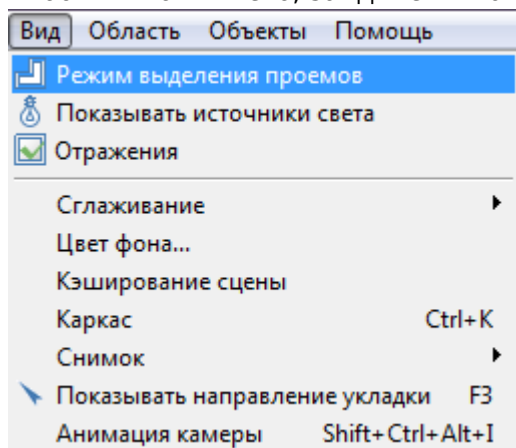 Вид Область Объекты Помощь
Режим выделения проемов
Показывать источники света
Отражения
Сглаживание
Цвет фона...
Кэширование сцены
Каркас Ctrl+K
Снимок
Показывать направление укладки F3
Анимация камеры Shift+Ctrl+Alt+I